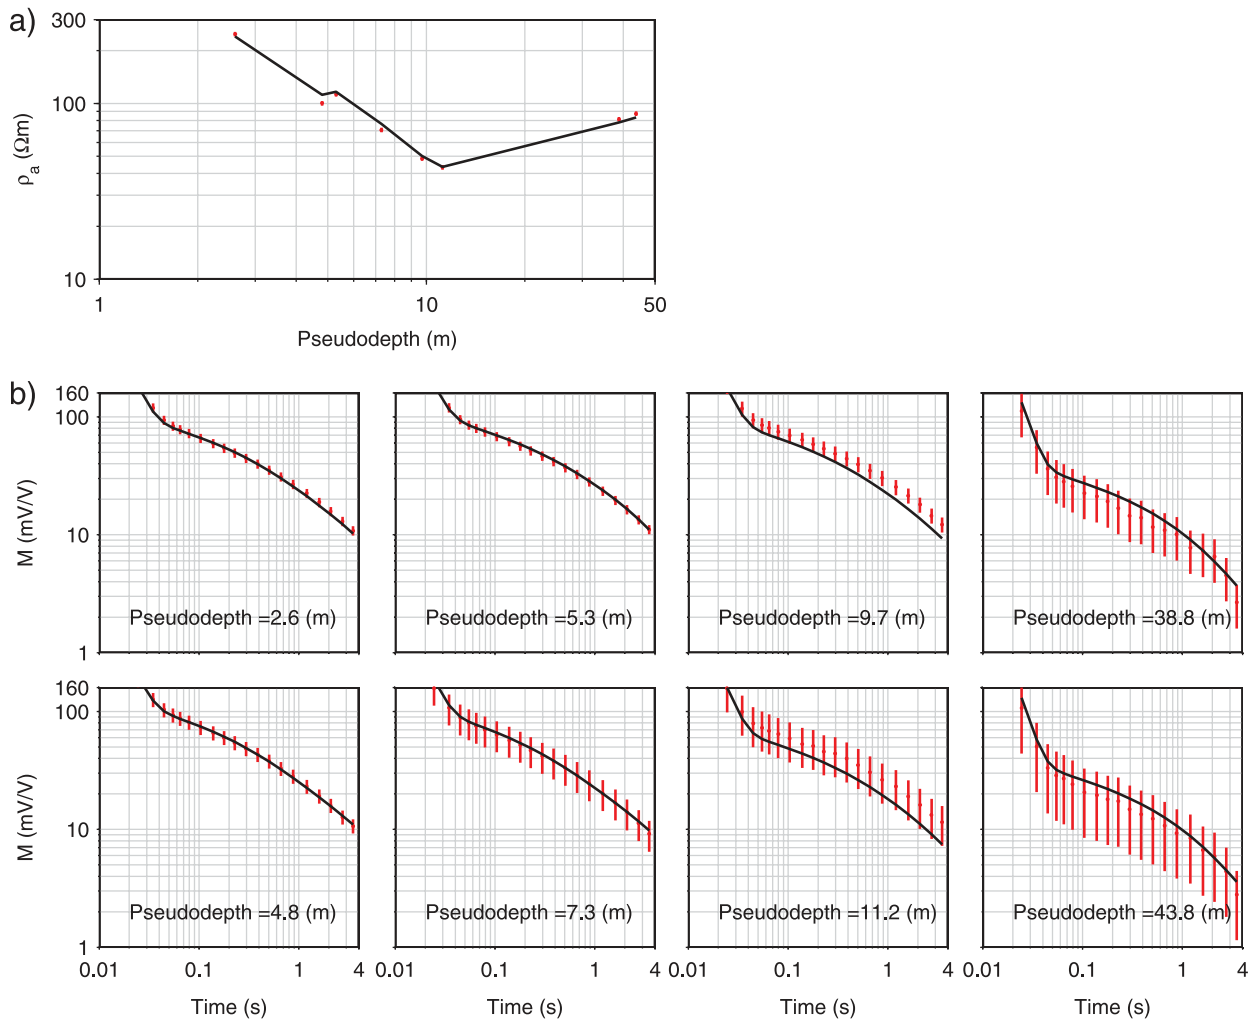 a)
300
100
10
ρa (Ωm)
1
10
50
Pseudodepth (m)
b)
160
100
10
1
M (mV/V)
Pseudodepth =2.6 (m)
Pseudodepth =5.3 (m)
Pseudodepth =9.7 (m)
Pseudodepth =38.8 (m)
160
100
10
1
M (mV/V)
Pseudodepth =4.8 (m)
Pseudodepth =7.3 (m)
Pseudodepth =11.2 (m)
Pseudodepth =43.8 (m)
0.01 0.1 1 4
0.01 0.1 1 4
0.01 0.1 1 4
0.01 0.1 1 4
Time (s)
Time (s)
Time (s)
Time (s)